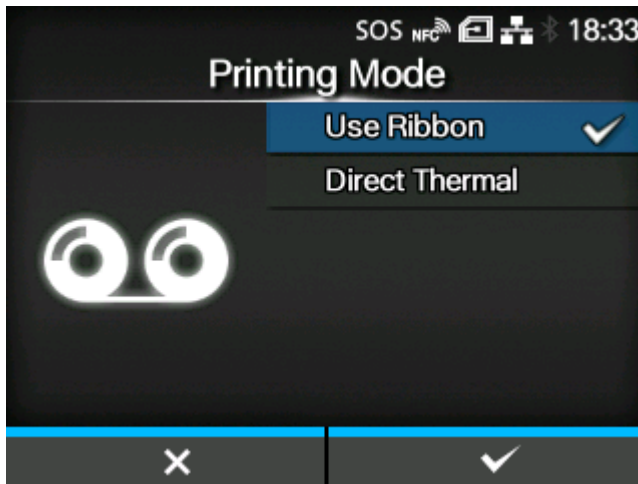 SOS NFC 18:33
Printing Mode
Use Ribbon
Direct Thermal